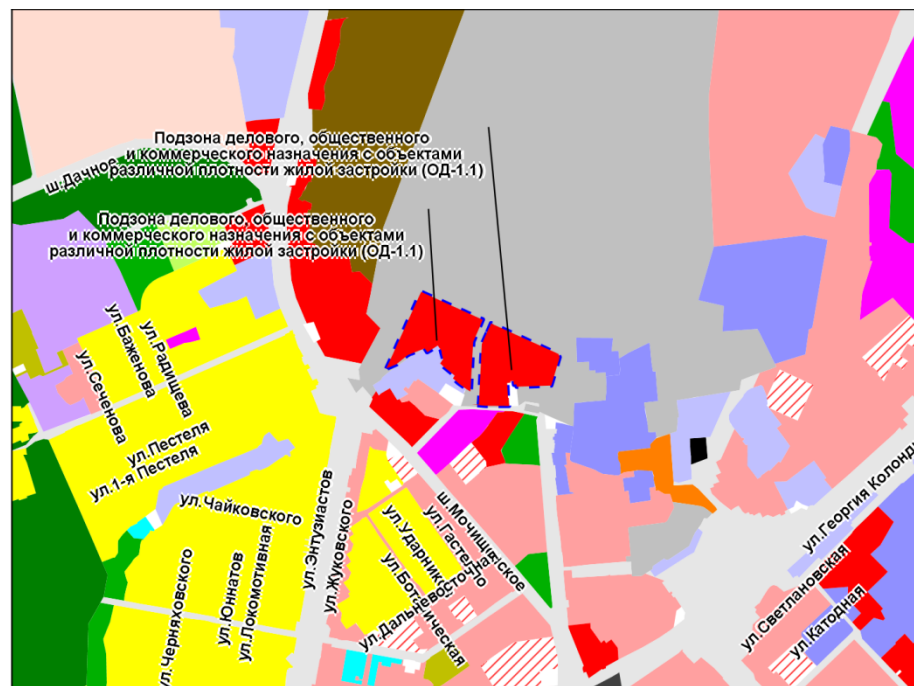 Подзона делового, общественного
и коммерческого назначения с объектами
различной плотности жилой застройки (ОД-1.1)
ш.Дачное
Подзона делового, общественного
и коммерческого назначения с объектами
различной плотности жилой застройки (ОД-1.1)
ул.Радищева
ул.Баженова
ул.Сеченова
ул.Пестеля
ул.1-я Пестеля
ул.Чайковского
ул.Энтузиастов
ул.Жуковского
ш.Мочищенское
ул.Гастелло
ул.Ударника
ул.Ботаническая
ул.Дальневосточная
ул.Черняховского
ул.Юннатов
ул.Локомотивная
ул.Георгия Колонд
ул.Светлановская
ул.Катодная